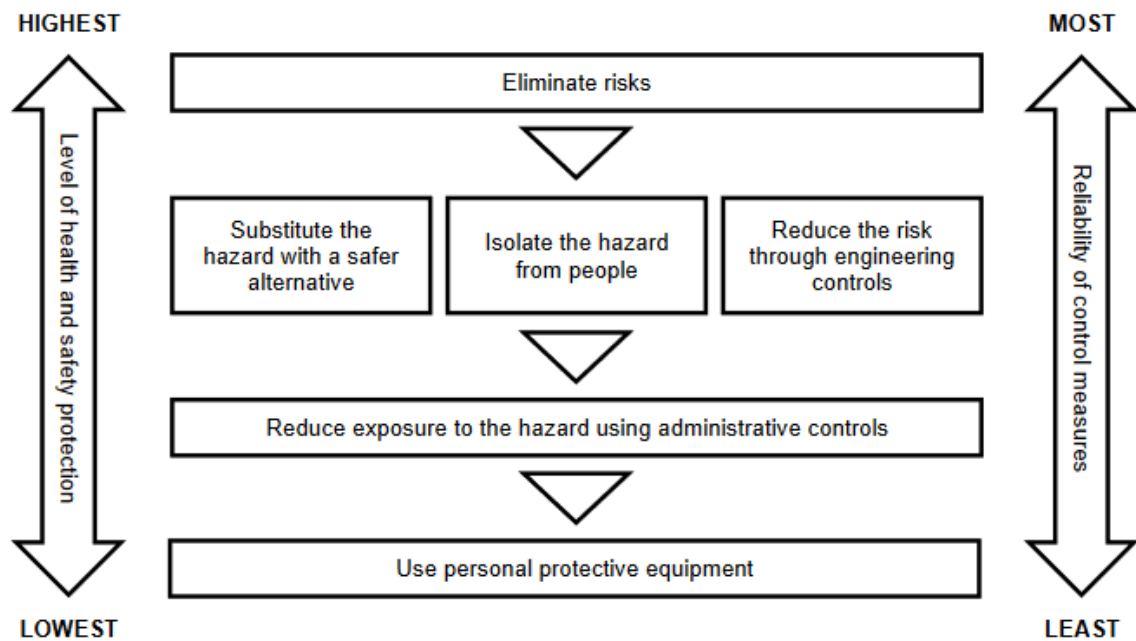 HIGHEST
MOST
Eliminate risks
Level of health and safety protection
Reliability of control measures
Substitute the
hazard with a safer
alternative
Isolate the hazard
from people
Reduce the risk
through engineering
controls
Reduce exposure to the hazard using administrative controls
Use personal protective equipment
LOWEST
LEAST